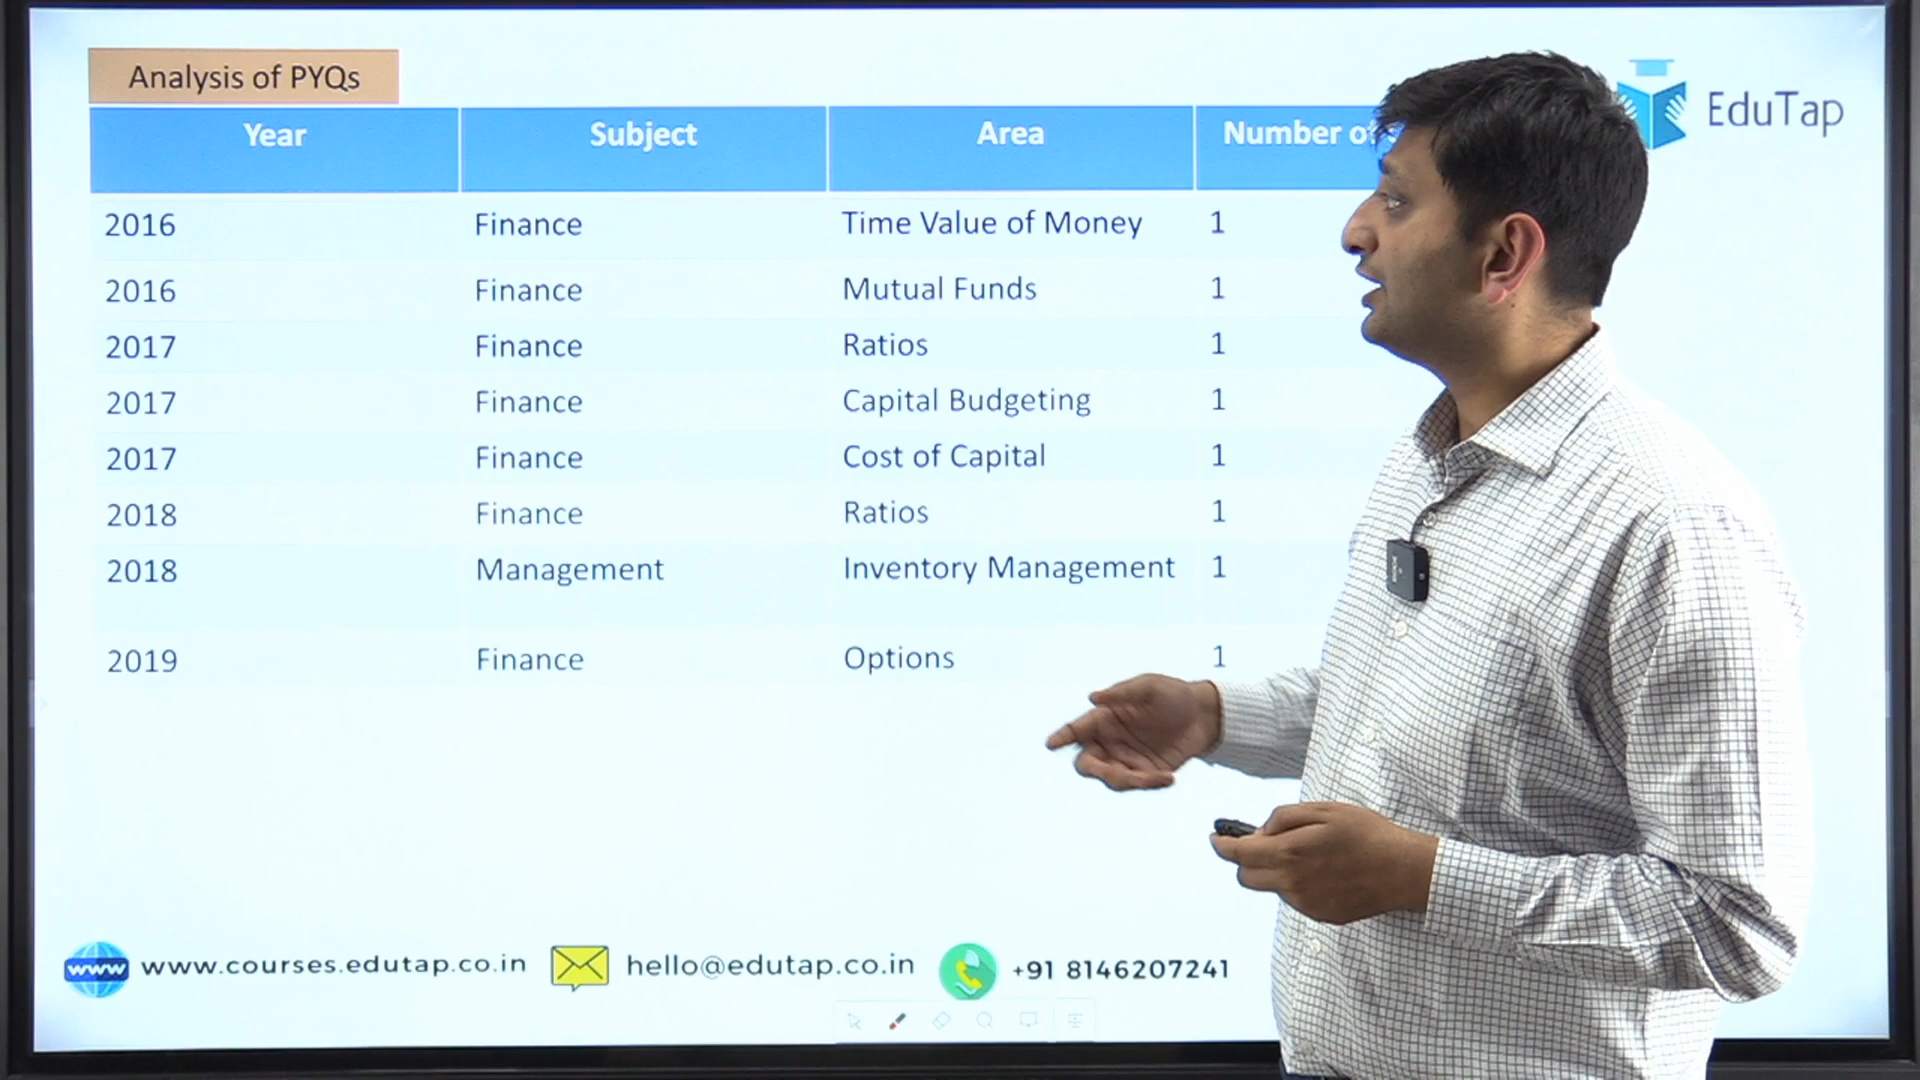 Analysis of PYQs
EduTap
Year Subject Area Number of
2016 Finance Time Value of Money 1
2016 Finance Mutual Funds 1
2017 Finance Ratios 1
2017 Finance Capital Budgeting 1
2017 Finance Cost of Capital 1
2018 Finance Ratios 1
2018 Management Inventory Management 1
2019 Finance Options 1
www www.courses.edutap.co.in hello@edutap.co.in +91 8146207241